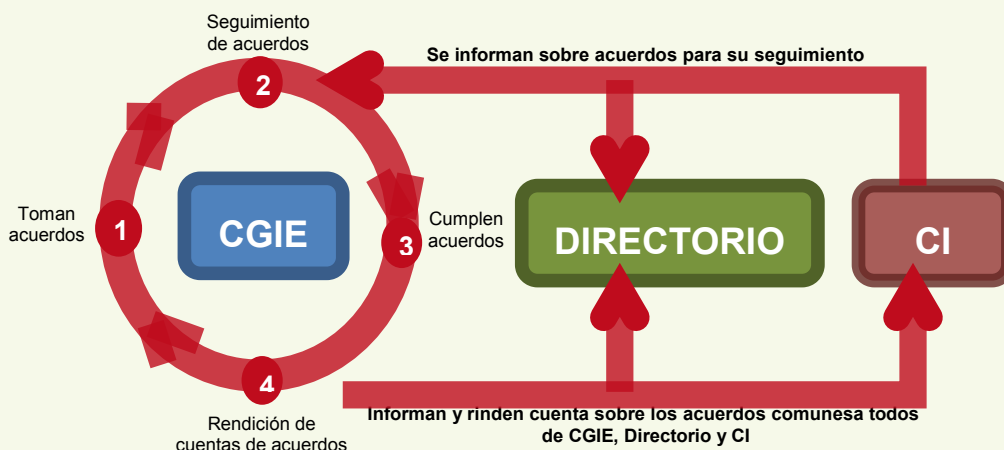 Seguimiento
de acuerdos
Se informan sobre acuerdos para su seguimiento
2
Toman
acuerdos
1
CGIE
3
Cumplen
acuerdos
DIRECTORIO
CI
4
Rendición de
cuentas de acuerdos
Informan y rinden cuenta sobre los acuerdos comunesa todos
de CGIE, Directorio y CI